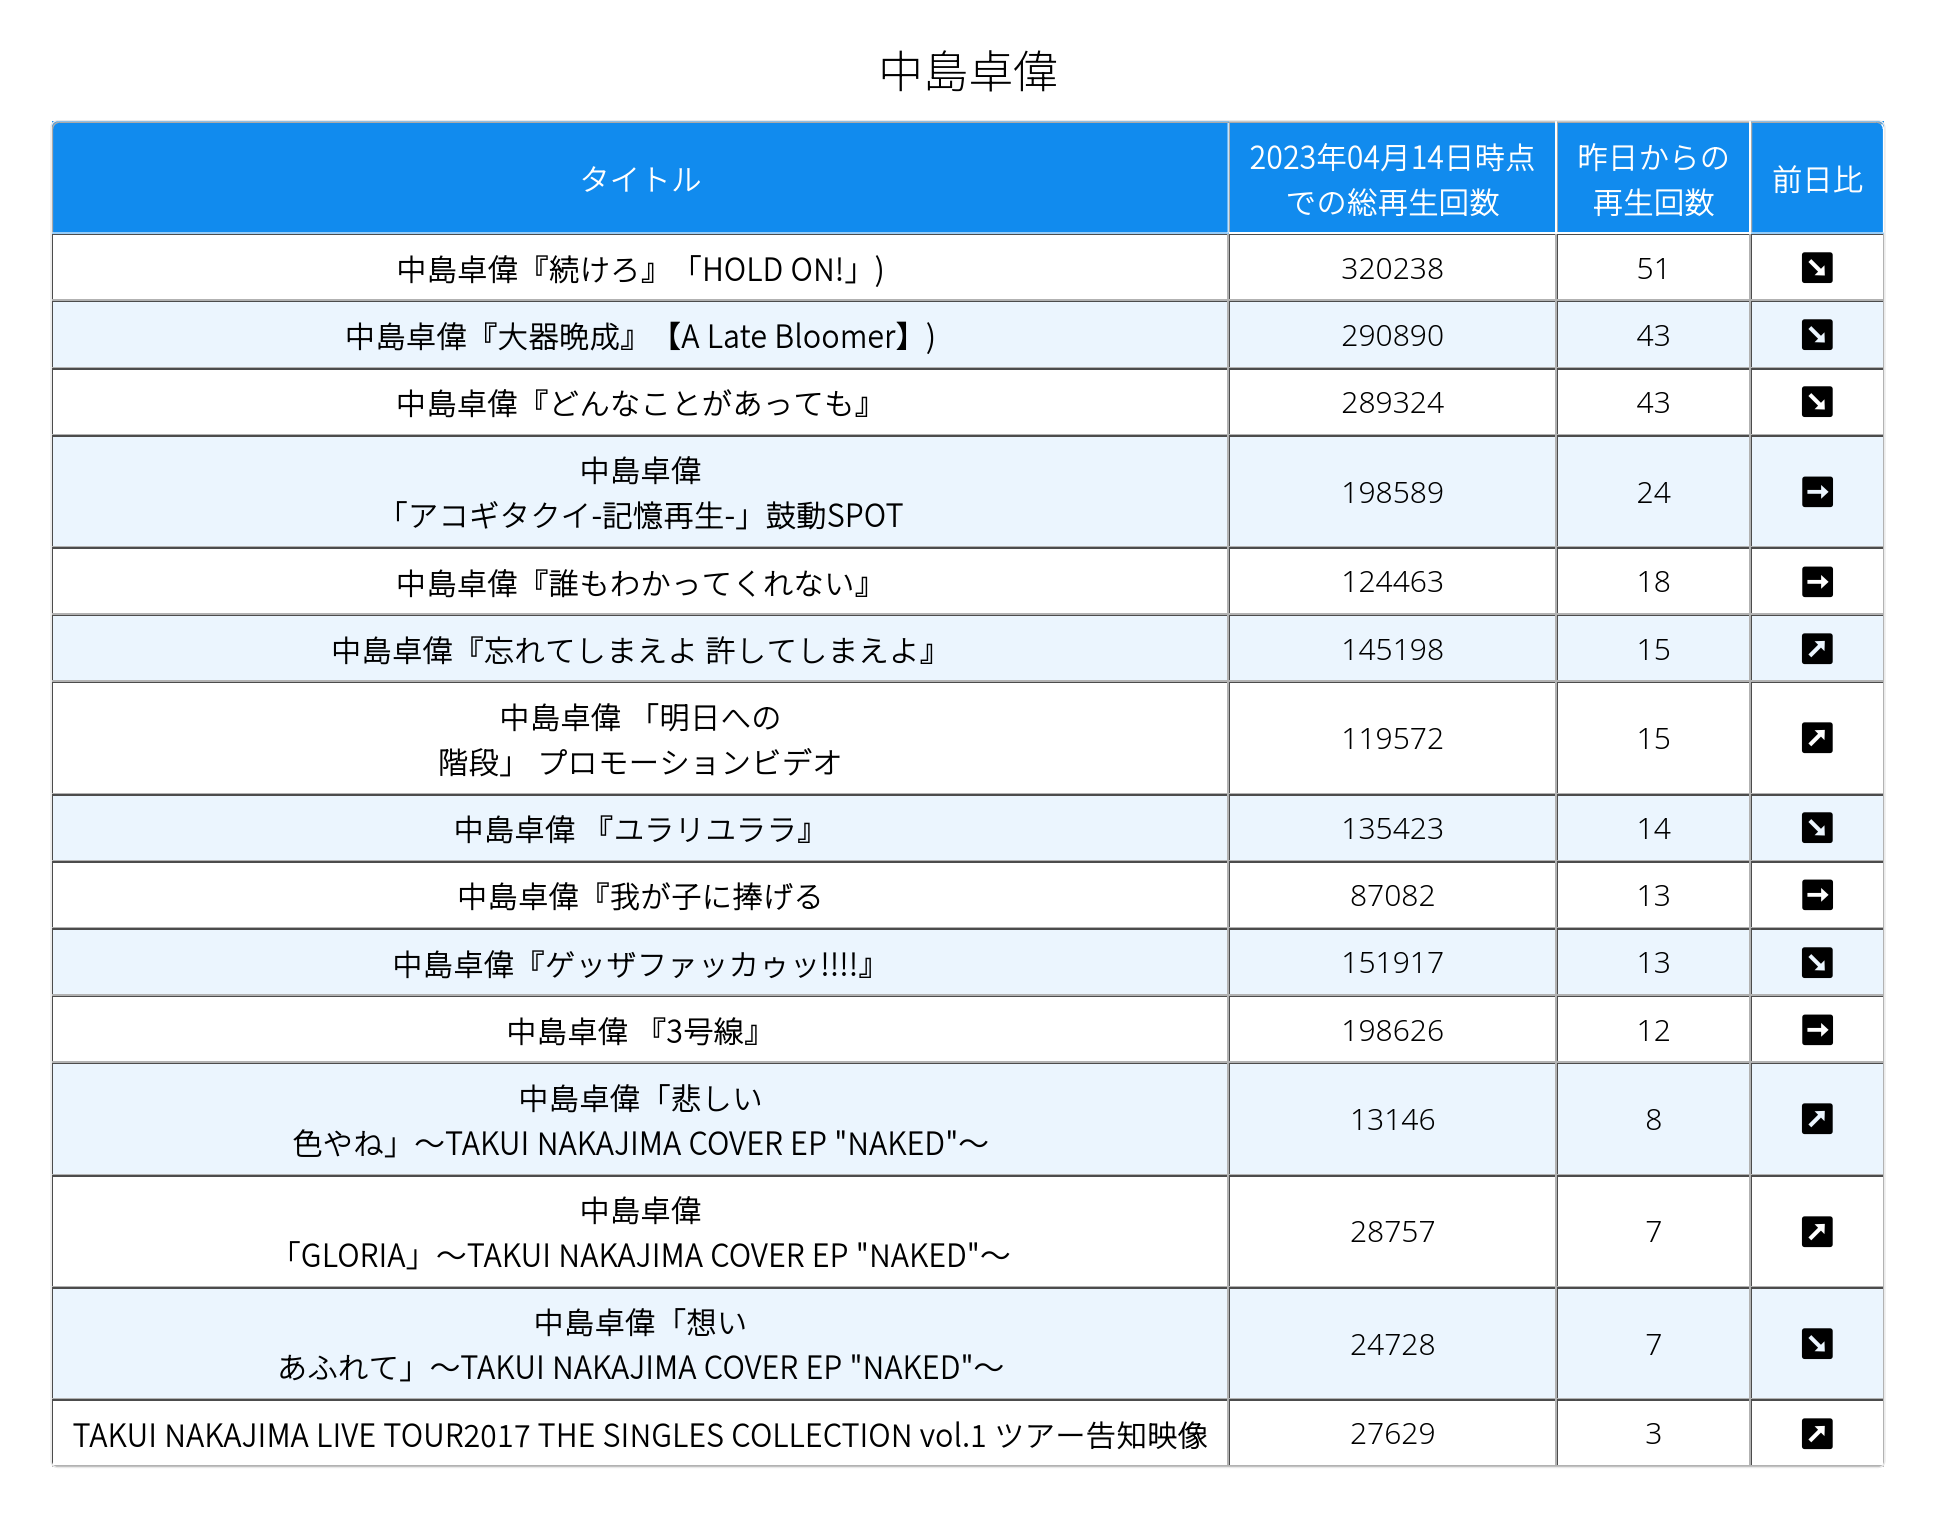 中島卓偉
タイトル
2023年04月14日時点
での総再生回数
昨日からの
再生回数
前日比
中島卓偉『続けろ』「HOLD ON!」)
320238
51
中島卓偉『大器晩成』【A Late Bloomer】)
290890
43
中島卓偉『どんなことがあっても』
289324
43
中島卓偉
「アコギタクイ-記憶再生-」鼓動SPOT
198589
24
中島卓偉『誰もわかってくれない』
124463
18
中島卓偉『忘れてしまえよ 許してしまえよ』
145198
15
中島卓偉 「明日への
階段」 プロモーションビデオ
119572
15
中島卓偉 『ユラリユララ』
135423
14
中島卓偉『我が子に捧げる
87082
13
中島卓偉『ゲッザファッカゥッ!!!!』
151917
13
中島卓偉 『3号線』
198626
12
中島卓偉「悲しい
色やね」～TAKUI NAKAJIMA COVER EP "NAKED"～
13146
8
中島卓偉
「GLORIA」～TAKUI NAKAJIMA COVER EP "NAKED"～
28757
7
中島卓偉「想い
あふれて」～TAKUI NAKAJIMA COVER EP "NAKED"～
24728
7
TAKUI NAKAJIMA LIVE TOUR2017 THE SINGLES COLLECTION vol.1 ツアー告知映像
27629
3